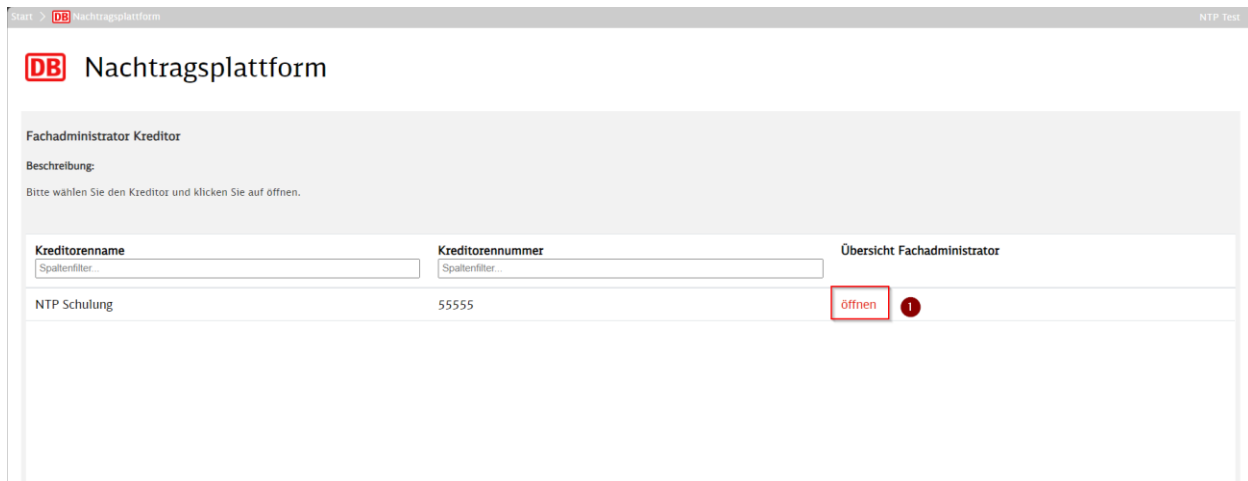 Start > DB Nachtragsplattform NTP Test
DB Nachtragsplattform
Fachadministrator Kreditor
Beschreibung:
Bitte wählen Sie den Kreditor und klicken Sie auf öffnen.
Kreditorenname Kreditorennummer Übersicht Fachadministrator
Spaltenfilter... Spaltenfilter...
NTP Schulung 55555 öffnen 1